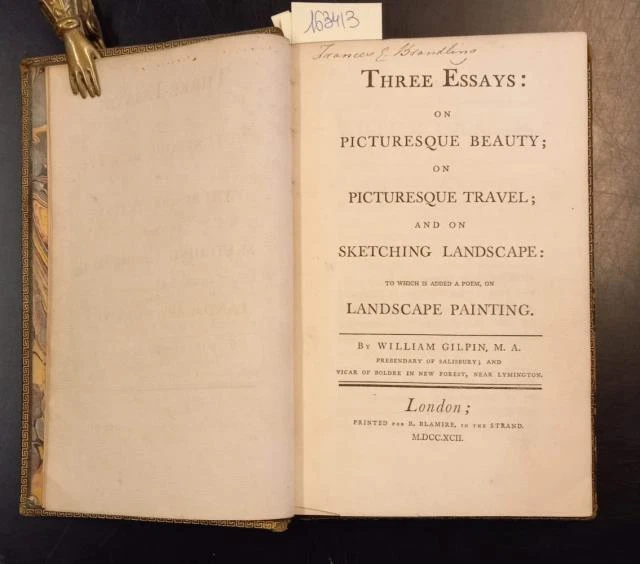 163413
Frances E Brandling
THREE ESSAYS:
ON
PICTURESQUE BEAUTY;
ON
PICTURESQUE TRAVEL;
AND ON
SKETCHING LANDSCAPE:
TO WHICH IS ADDED A POEM, ON
LANDSCAPE PAINTING.
By WILLIAM GILPIN, M. A.
PREBENDARY OF SALISBURY; AND
VICAR OF BOLDRE IN NEW FOREST, NEAR LYMINGTON.
London;
PRINTED FOR R. BLAMIRE, IN THE STRAND.
M.DCC.XCII.